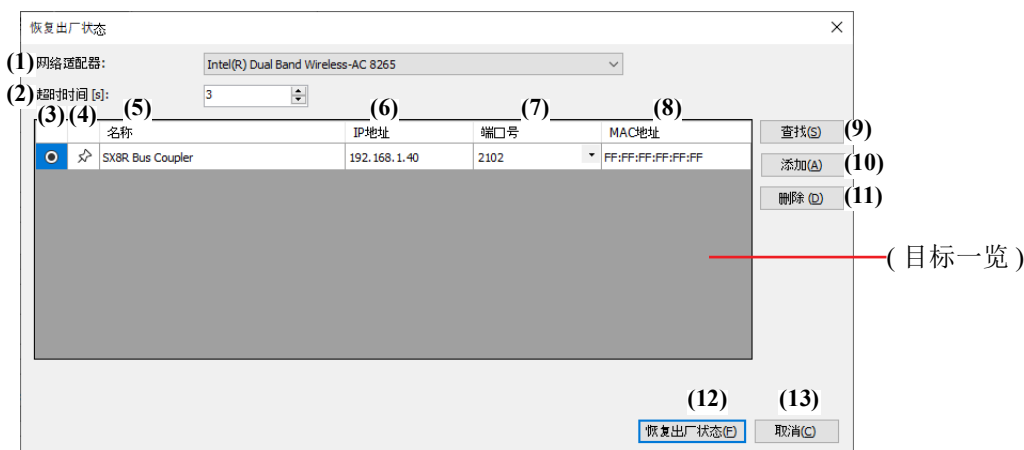 恢复出厂状态
(1) 网络适配器: Intel(R) Dual Band Wireless-AC 8265
(2) 超时时间 [s]: 3
(3) (4) (5) (6) (7) (8)
名称 IP地址 端口号 MAC地址
SX8R Bus Coupler 192.168.1.40 2102 FF:FF:FF:FF:FF:FF
查找(S) (9)
添加(A) (10)
删除 (D) (11)
( 目标一览 )
(12) (13)
恢复出厂状态(F) 取消(C)